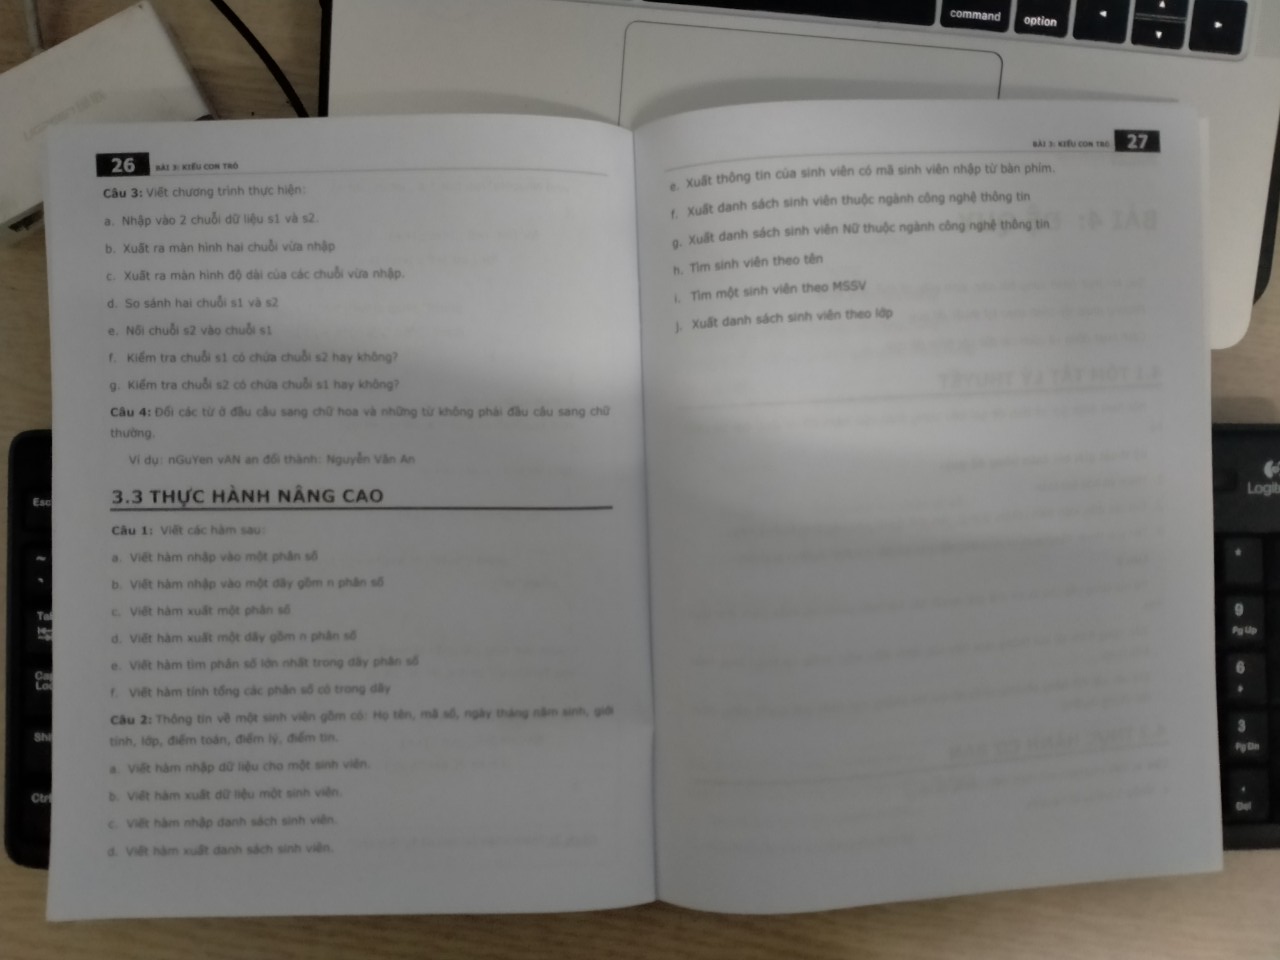 command
option
Esc
~
Ctrl
26 BÀI 3: KIỂU CON TRỎ
Câu 3: Viết chương trình thực hiện:
a. Nhập vào 2 chuỗi dữ liệu s1 và s2.
b. Xuất ra màn hình hai chuỗi vừa nhập
c. Xuất ra màn hình độ dài của các chuỗi vừa nhập.
d. So sánh hai chuỗi s1 và s2
e. Nối chuỗi s2 vào chuỗi s1
f. Kiểm tra chuỗi s1 có chứa chuỗi s2 hay không?
g. Kiểm tra chuỗi s2 có chứa chuỗi s1 hay không?
Câu 4: Đổi các từ ở đầu câu sang chữ hoa và những từ không phải đầu câu sang chữ
thường.
Ví dụ: nGuYen vAN an đổi thành: Nguyễn Văn An
3.3 THỰC HÀNH NÂNG CAO
Câu 1: Viết các hàm sau:
a. Viết hàm nhập vào một phân số
b. Viết hàm nhập vào một dãy gồm n phân số
c. Viết hàm xuất một phân số
d. Viết hàm xuất một dãy gồm n phân số
e. Viết hàm tìm phân số lớn nhất trong dãy phân số
f. Viết hàm tính tổng các phân số có trong dãy
Câu 2: Thông tin về một sinh viên gồm có: Họ tên, mã số, ngày tháng năm sinh, giới
tính, lớp, điểm toán, điểm lý, điểm tin.
a. Viết hàm nhập dữ liệu cho một sinh viên.
b. Viết hàm xuất dữ liệu một sinh viên.
c. Viết hàm nhập danh sách sinh viên.
d. Viết hàm xuất danh sách sinh viên.
BÀI 3: KIỂU CON TRỎ 27
e. Xuất thông tin của sinh viên có mã sinh viên nhập từ bàn phím.
f. Xuất danh sách sinh viên thuộc ngành công nghệ thông tin
g. Xuất danh sách sinh viên Nữ thuộc ngành công nghệ thông tin
h. Tìm sinh viên theo tên
i. Tìm một sinh viên theo MSSV
j. Xuất danh sách sinh viên theo lớp
*
9
Pg Up
6
3
Pg Dn
Del